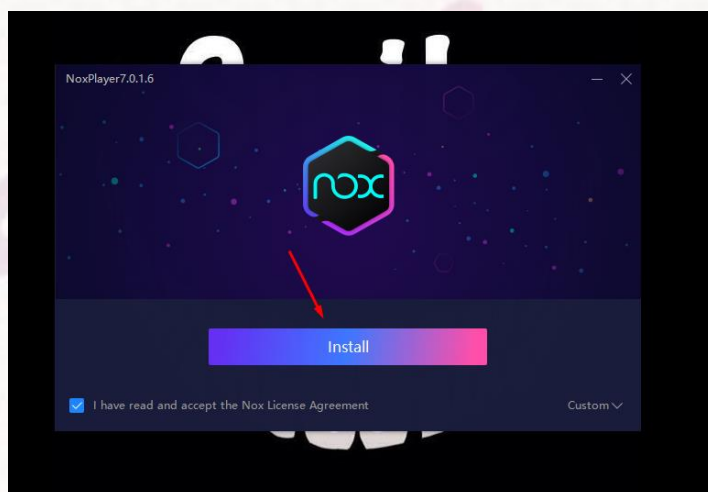 NoxPlayer7.0.1.6
nox
Install
I have read and accept the Nox License Agreement
Custom